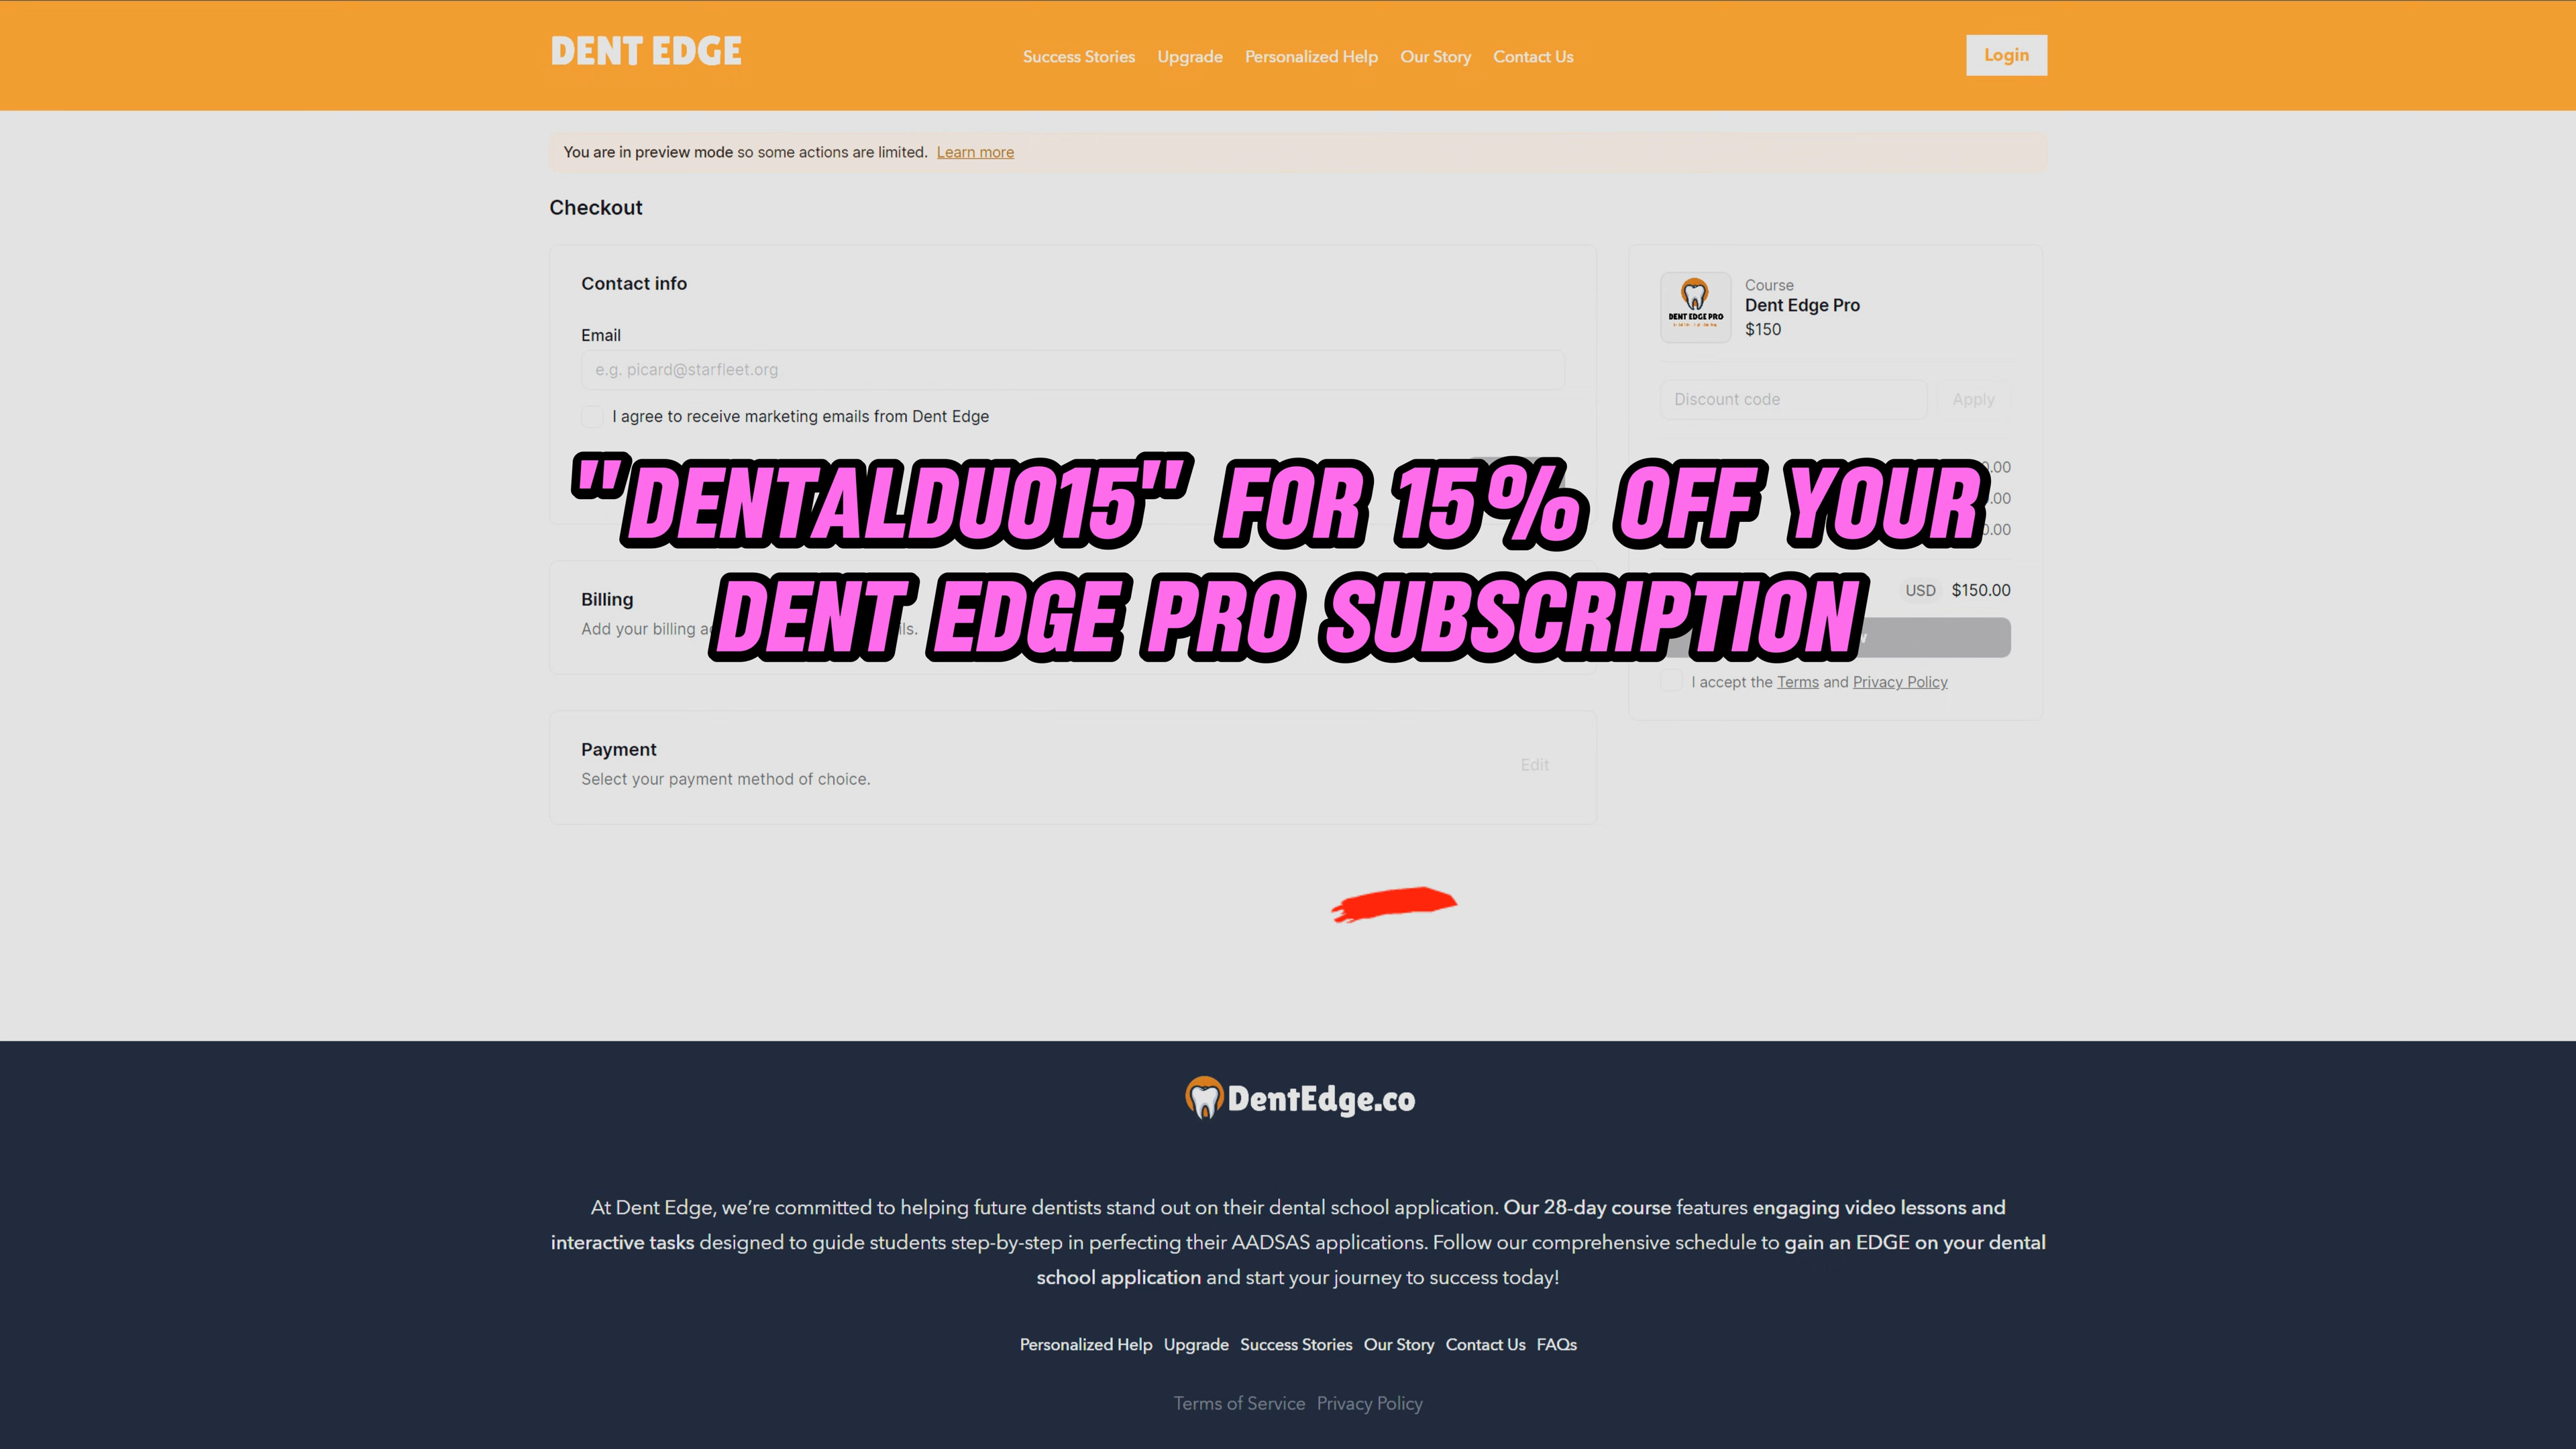 DENT EDGE
Success Stories Upgrade Personalized Help Our Story Contact Us
Login
You are in preview mode so some actions are limited. Learn more
Checkout
Contact info
Email
e.g. picard@starfleet.org
I agree to receive marketing emails from Dent Edge
Course
Dent Edge Pro
$150
DENT EDGE PRO
Discount code Apply
"DENTALDUO15" FOR 15% OFF YOUR
DENT EDGE PRO SUBSCRIPTION
Billing
Add your billing
USD $150.00
I accept the Terms and Privacy Policy
Payment
Select your payment method of choice.
Edit
DentEdge.co
At Dent Edge, we’re committed to helping future dentists stand out on their dental school application. Our 28-day course features engaging video lessons and
interactive tasks designed to guide students step-by-step in perfecting their AADSAS applications. Follow our comprehensive schedule to gain an EDGE on your dental
school application and start your journey to success today!
Personalized Help Upgrade Success Stories Our Story Contact Us FAQs
Terms of Service Privacy Policy